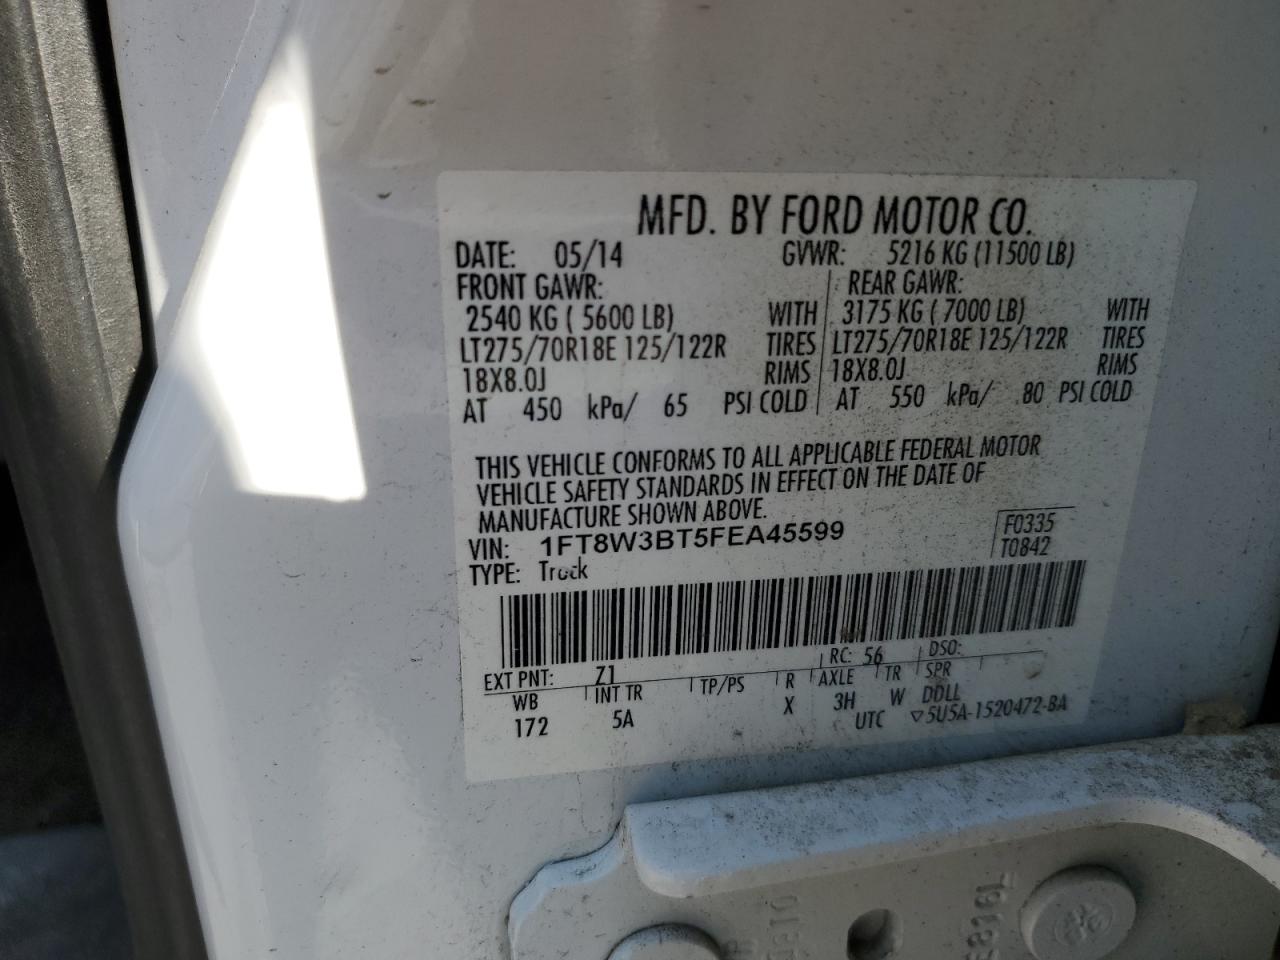 MFD. BY FORD MOTOR CO.
DATE: 05/14 GVWR: 5216 KG (11500 LB)
FRONT GAWR: REAR GAWR:
2540 KG ( 5600 LB) WITH 3175 KG ( 7000 LB) WITH
LT275/70R18E 125/122R TIRES LT275/70R18E 125/122R TIRES
18X8.0J RIMS 18X8.0J RIMS
AT 450 kPa/ 65 PSI COLD AT 550 kPa/ 80 PSI COLD
THIS VEHICLE CONFORMS TO ALL APPLICABLE FEDERAL MOTOR
VEHICLE SAFETY STANDARDS IN EFFECT ON THE DATE OF
MANUFACTURE SHOWN ABOVE.
VIN: 1FT8W3BT5FEA45599 F0335
TYPE: Truck T0842
EXT PNT: Z1 RC: 56 DSO:
WB INT TR TP/PS R AXLE TR SPR
172 5A X 3H W DDLL
UTC ▽5U5A-1520472-BA